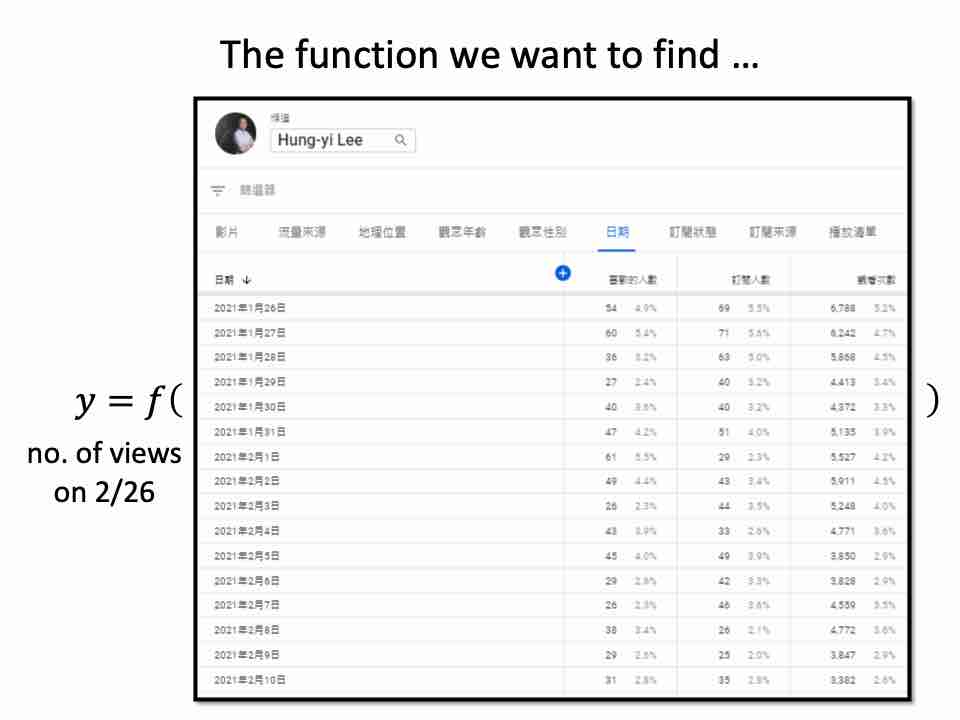 The function we want to find …
頻道
Hung-yi Lee
篩選器
影片 流量來源 地理位置 觀眾年齡 觀眾性別 日期 訂閱狀態 訂閱來源 播放清單
日期 ↓ 喜歡的人數 訂閱人數 觀看次數
2021年1月26日 54 4.9% 69 5.5% 6,788 5.2%
2021年1月27日 60 5.4% 71 5.6% 6,242 4.7%
2021年1月28日 36 3.2% 63 5.0% 5,868 4.5%
2021年1月29日 27 2.4% 40 3.2% 4,413 3.4%
2021年1月30日 40 3.6% 40 3.2% 4,372 3.3%
2021年1月31日 47 4.2% 51 4.0% 5,135 3.9%
2021年2月1日 61 5.5% 29 2.3% 5,527 4.2%
2021年2月2日 49 4.4% 43 3.4% 5,911 4.5%
2021年2月3日 26 2.3% 44 3.5% 5,248 4.0%
2021年2月4日 43 3.9% 33 2.6% 4,771 3.6%
2021年2月5日 45 4.0% 49 3.9% 3,850 2.9%
2021年2月6日 29 2.6% 42 3.3% 3,828 2.9%
2021年2月7日 26 2.3% 46 3.6% 4,559 3.5%
2021年2月8日 38 3.4% 26 2.1% 4,772 3.6%
2021年2月9日 29 2.6% 25 2.0% 3,847 2.9%
2021年2月10日 31 2.8% 35 2.8% 3,382 2.6%
y = f( )
no. of views
on 2/26